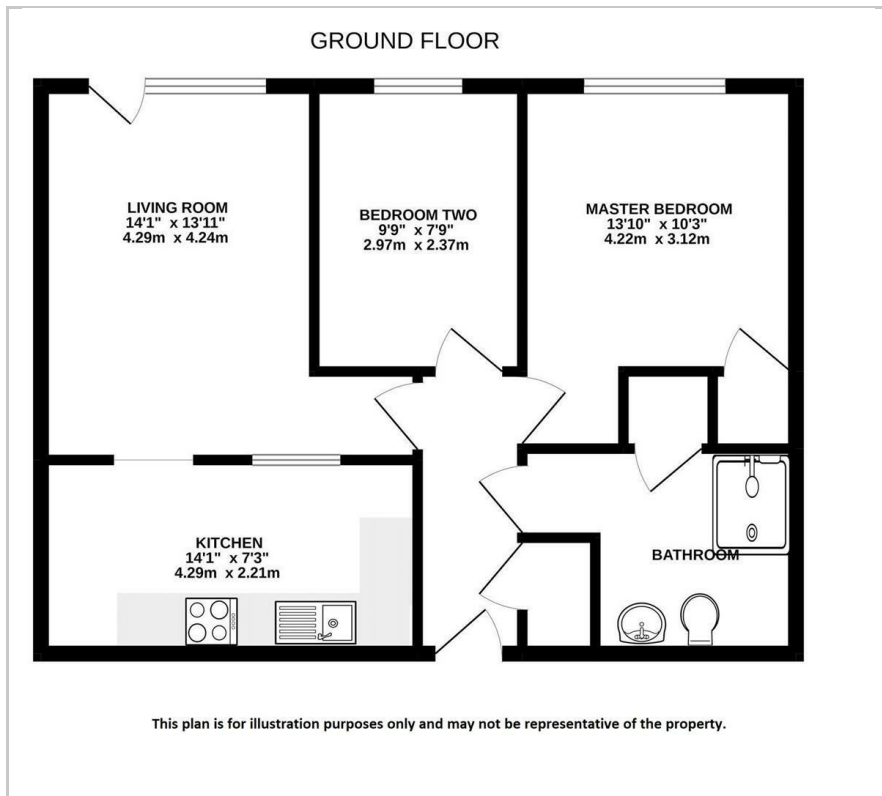 GROUND FLOOR
LIVING ROOM
14'1" x 13'11"
4.29m x 4.24m
BEDROOM TWO
9'9" x 7'9"
2.97m x 2.37m
MASTER BEDROOM
13'10" x 10'3"
4.22m x 3.12m
KITCHEN
14'1" x 7'3"
4.29m x 2.21m
BATHROOM
This plan is for illustration purposes only and may not be representative of the property.